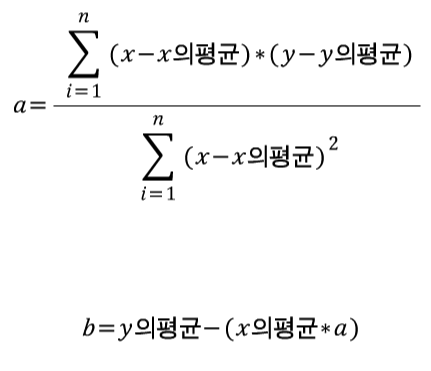 n
∑ (x−x의평균)*(y−y의평균)
i=1
a=
n
∑ (x−x의평균)2
i=1
b=y의평균−(x의평균*a)